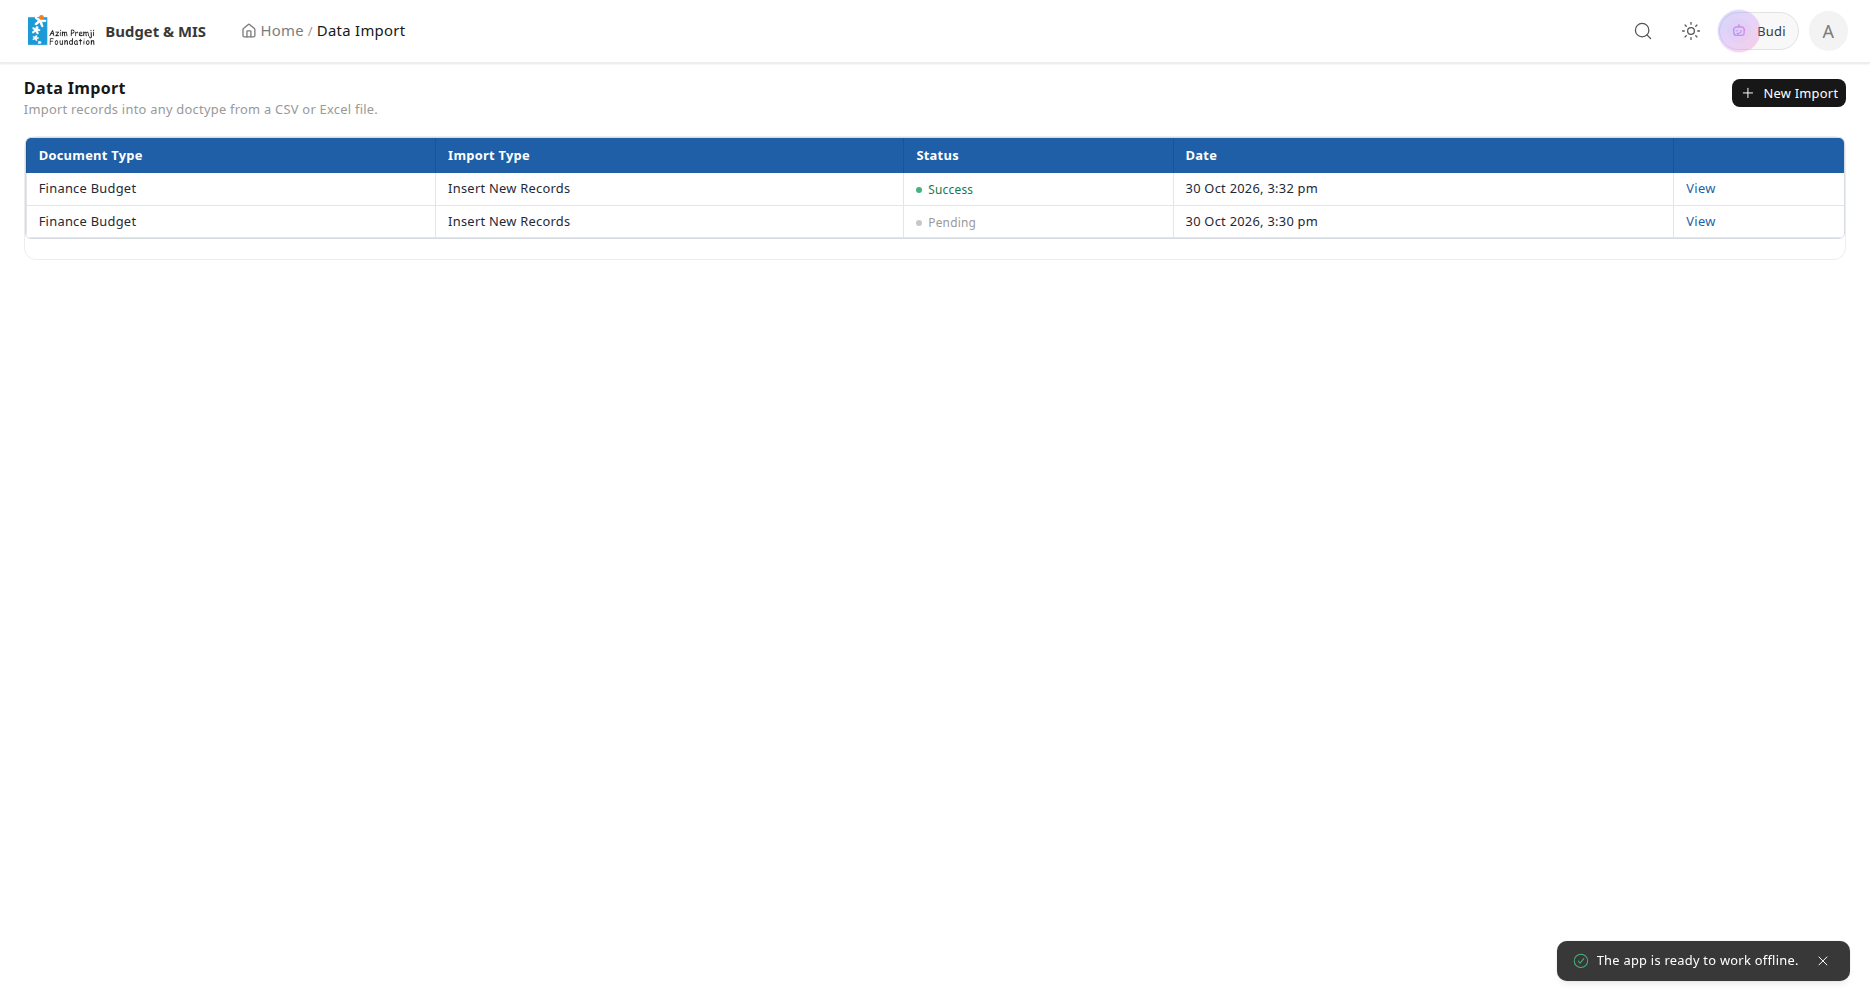 Azim Premji
Foundation
Budget & MIS
Home / Data Import
Budi
A
Data Import
Import records into any doctype from a CSV or Excel file.
New Import
Document Type Import Type Status Date
Finance Budget Insert New Records Success 30 Oct 2026, 3:32 pm View
Finance Budget Insert New Records Pending 30 Oct 2026, 3:30 pm View
The app is ready to work offline.